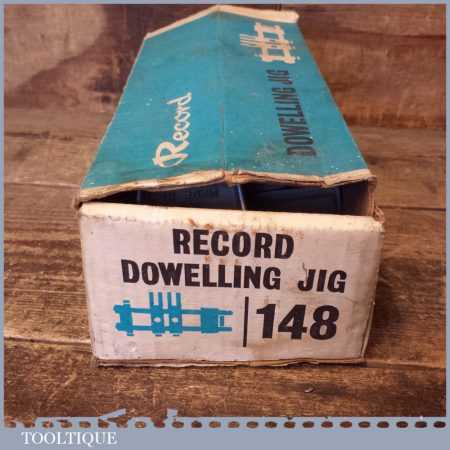 Record
DOWELLING JIG
RECORD
DOWELLING JIG
148
TOOLTIQUE